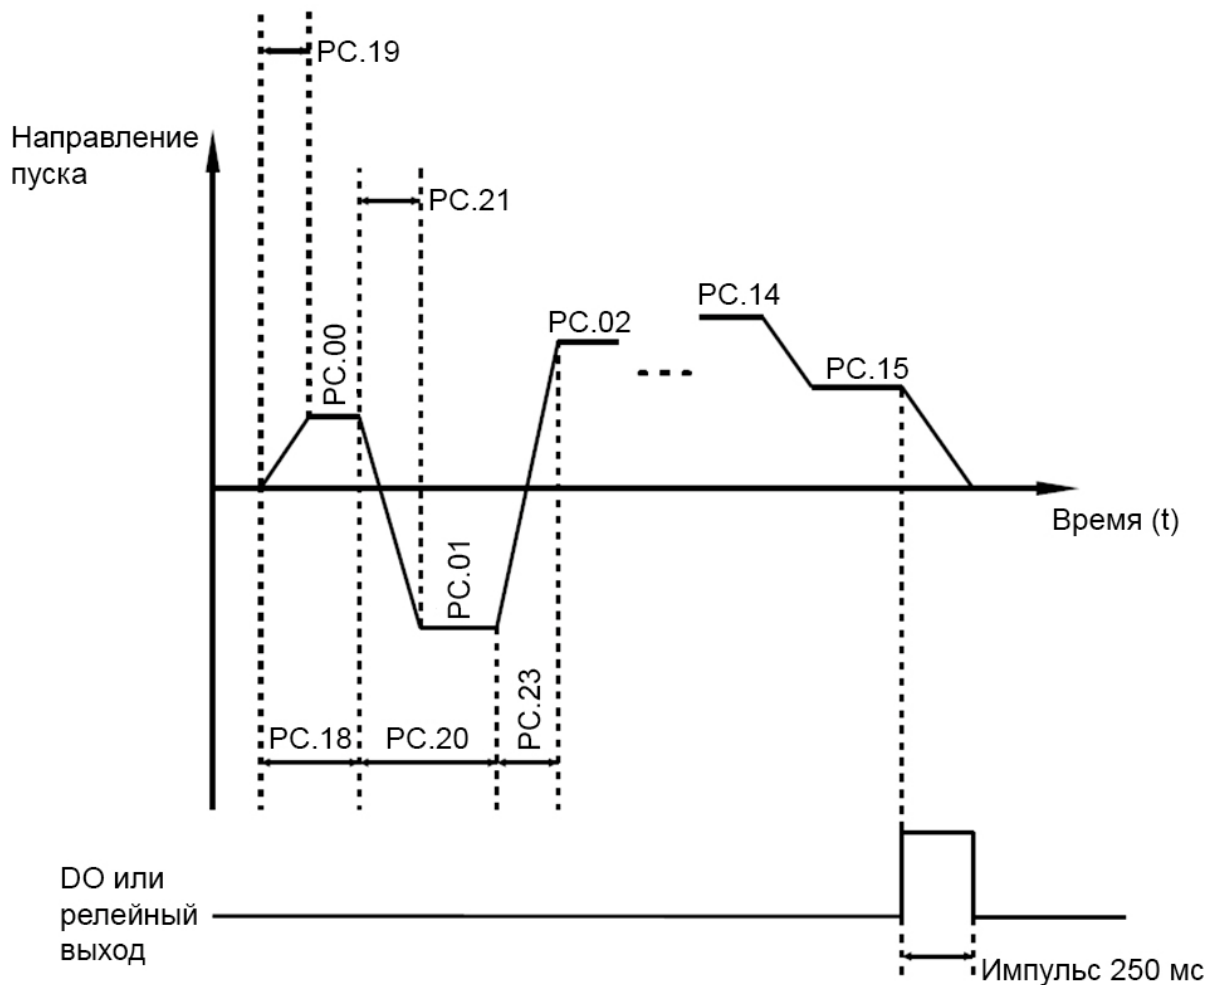 PC.19
Направление
пуска
PC.21
PC.14
PC.02
PC.00
PC.15
Время (t)
PC.01
PC.23
PC.18
PC.20
DO или
релейный
выход
Импульс 250 мс